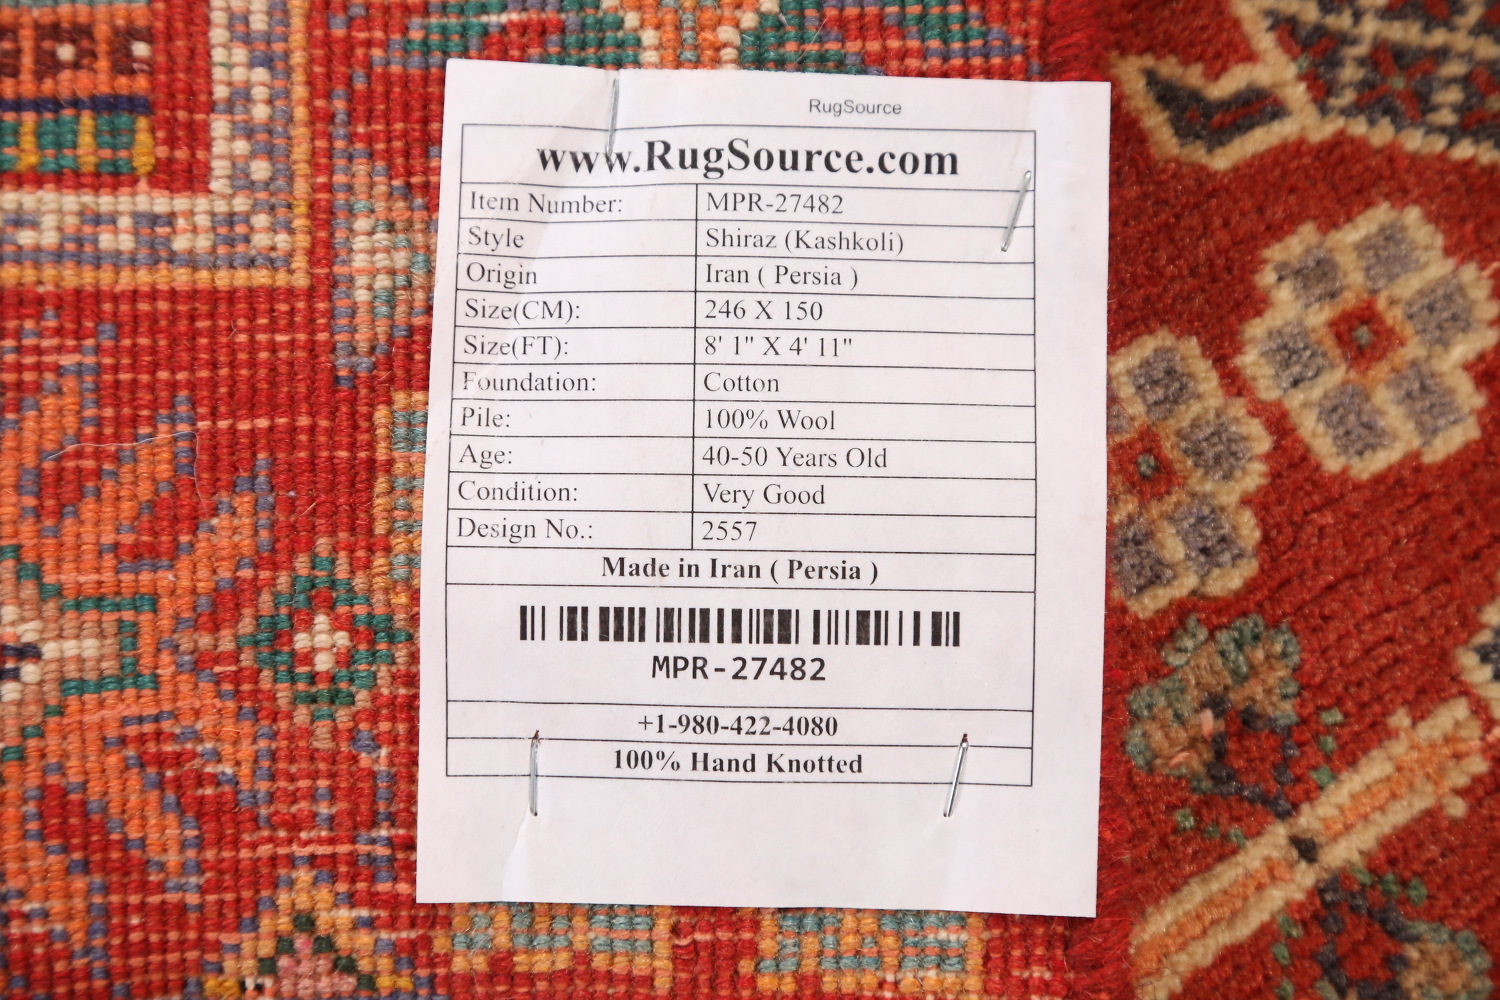 RugSource
www.RugSource.com
Item Number: MPR-27482
Style Shiraz (Kashkoli)
Origin Iran ( Persia )
Size(CM): 246 X 150
Size(FT): 8' 1" X 4' 11"
Foundation: Cotton
Pile: 100% Wool
Age: 40-50 Years Old
Condition: Very Good
Design No.: 2557
Made in Iran ( Persia )
MPR-27482
+1-980-422-4080
100% Hand Knotted